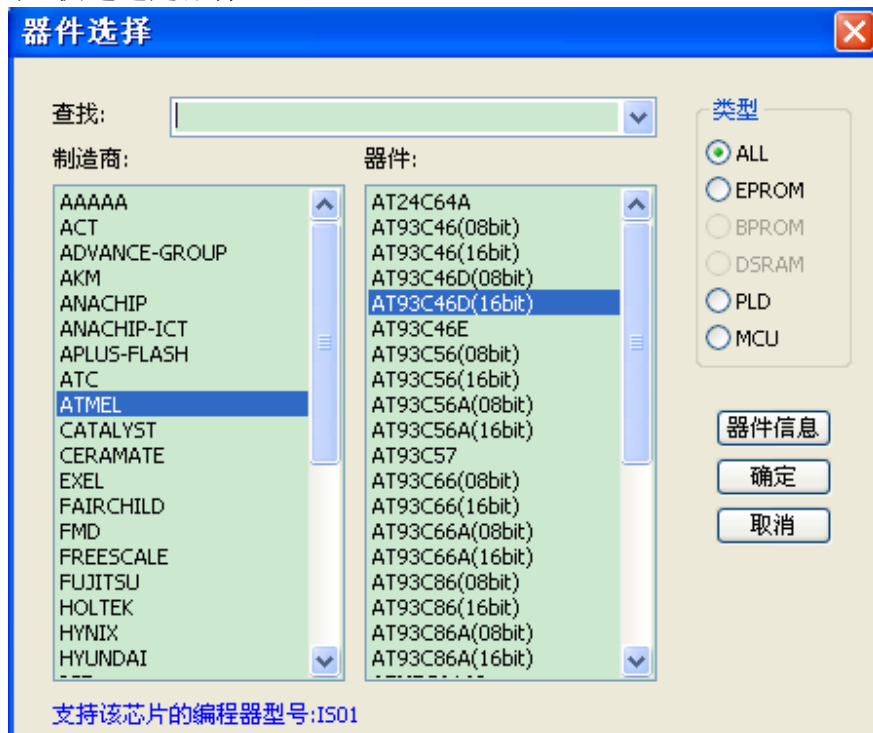 器件选择
查找:
制造商:
AAAAA
ACT
ADVANCE-GROUP
AKM
ANACHIP
ANACHIP-ICT
APLUS-FLASH
ATC
ATMEL
CATALYST
CERAMATE
EXEL
FAIRCHILD
FMD
FREESCALE
FUJITSU
HOLTEK
HYNIX
HYUNDAI
器件:
AT24C64A
AT93C46(08bit)
AT93C46(16bit)
AT93C46D(08bit)
AT93C46D(16bit)
AT93C46E
AT93C56(08bit)
AT93C56(16bit)
AT93C56A(08bit)
AT93C56A(16bit)
AT93C57
AT93C66(08bit)
AT93C66(16bit)
AT93C66A(08bit)
AT93C66A(16bit)
AT93C86(08bit)
AT93C86(16bit)
AT93C86A(08bit)
AT93C86A(16bit)
类型
ALL
EPROM
BPROM
DSRAM
PLD
MCU
器件信息
确定
取消
支持该芯片的编程器型号:IS01